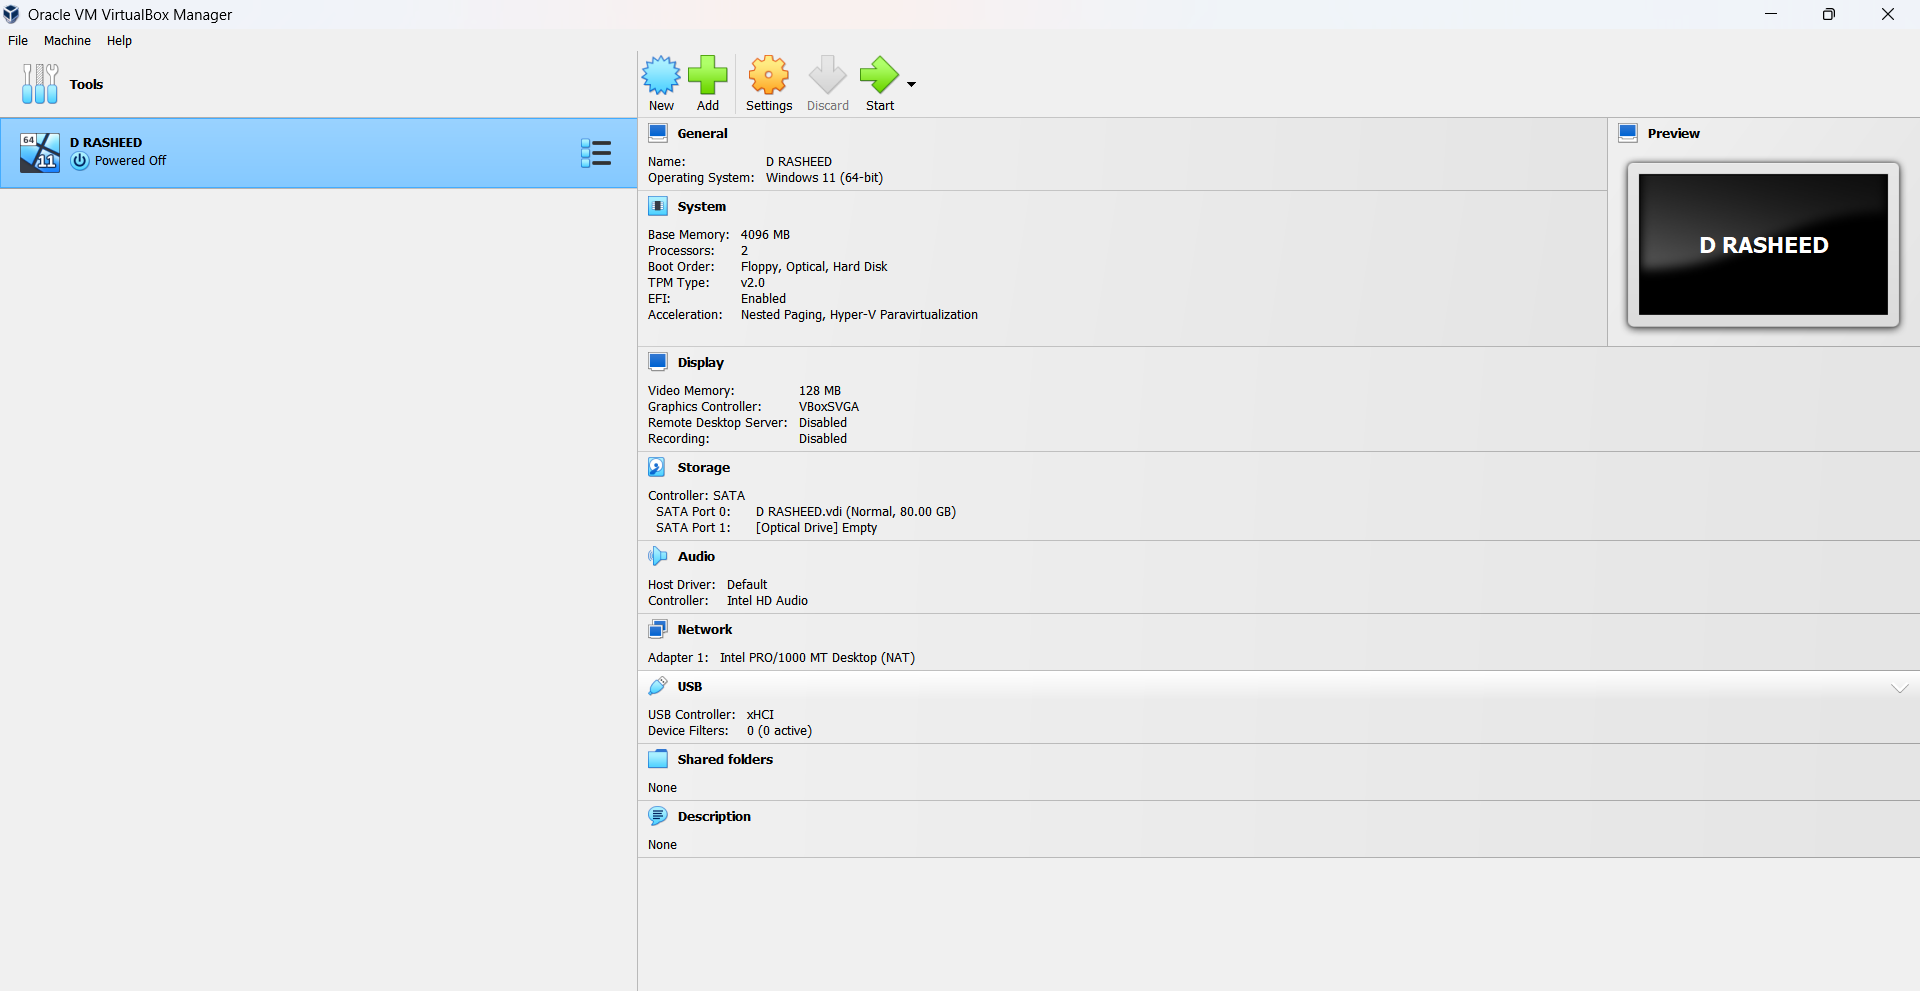 Oracle VM VirtualBox Manager
File Machine Help
Tools
New Add Settings Discard Start
64
11
D RASHEED
Powered Off
General
Name: D RASHEED
Operating System: Windows 11 (64-bit)
Preview
D RASHEED
System
Base Memory: 4096 MB
Processors: 2
Boot Order: Floppy, Optical, Hard Disk
TPM Type: v2.0
EFI: Enabled
Acceleration: Nested Paging, Hyper-V Paravirtualization
Display
Video Memory: 128 MB
Graphics Controller: VBoxSVGA
Remote Desktop Server: Disabled
Recording: Disabled
Storage
Controller: SATA
SATA Port 0: D RASHEED.vdi (Normal, 80.00 GB)
SATA Port 1: [Optical Drive] Empty
Audio
Host Driver: Default
Controller: Intel HD Audio
Network
Adapter 1: Intel PRO/1000 MT Desktop (NAT)
USB
USB Controller: xHCI
Device Filters: 0 (0 active)
Shared folders
None
Description
None